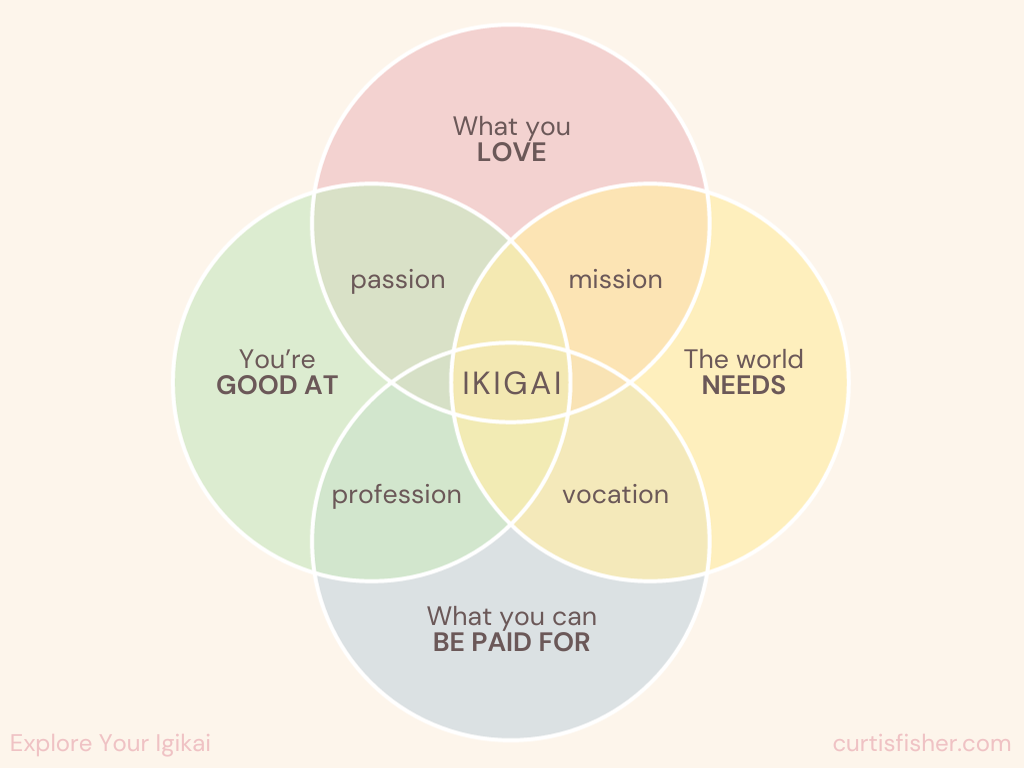 What you
LOVE
passion
mission
You’re
GOOD AT
IKIGAI
The world
NEEDS
profession
vocation
What you can
BE PAID FOR
Explore Your Igikai
curtisfisher.com